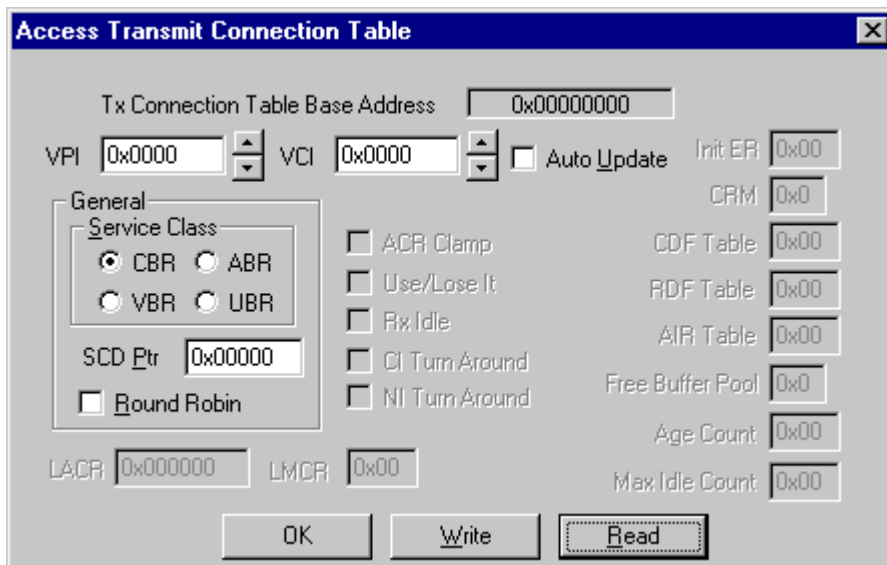 Access Transmit Connection Table
Tx Connection Table Base Address 0x00000000
VPI 0x0000 VCI 0x0000 Auto Update Init ER 0x00
CRM 0x0
General
Service Class
CBR ABR
VBR UBR
SCD Ptr 0x00000
Round Robin
ACR Clamp
Use/Lose It
Rx Idle
CI Turn Around
NI Turn Around
CDF Table 0x00
RDF Table 0x00
AIR Table 0x00
Free Buffer Pool 0x0
Age Count 0x00
Max Idle Count 0x00
LACR 0x000000 LMCR 0x00
OK Write Read